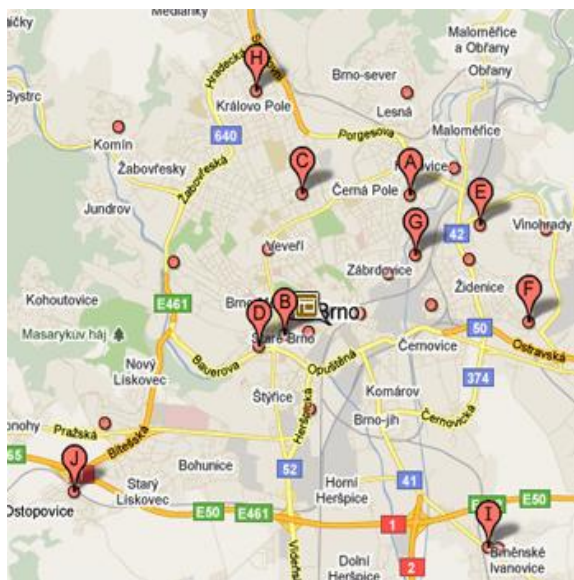 Medlánky
Hradecká
H
Brno-sever
Maloměřice
a Obřany
Obřany
Bystrc
Královo Pole
Lesná
640
Komín
Porgesova
Maloměřice
Žabovřesky
C
A
Černá Pole
E
Žabovřeská
Jundrov
G
42
Vinohrady
Veveří
Zábrdovice
Židenice
Kohoutovice
E461
B
Brno
F
D
Masarykův háj
Staré Brno
50
Ostravská
Bauerova
Opuštěná
Černovice
Nový
Lískovec
Štýřice
374
Komárov
Heršpická
Brno-jih
Černovická
Pražská
Bítešská
J
Bohunice
52
Starý
Lískovec
Horní
Heršpice
41
Ostopovice
E50
E461
E50
1
I
Dolní
Heršpice
2
Brněnské
Ivanovice